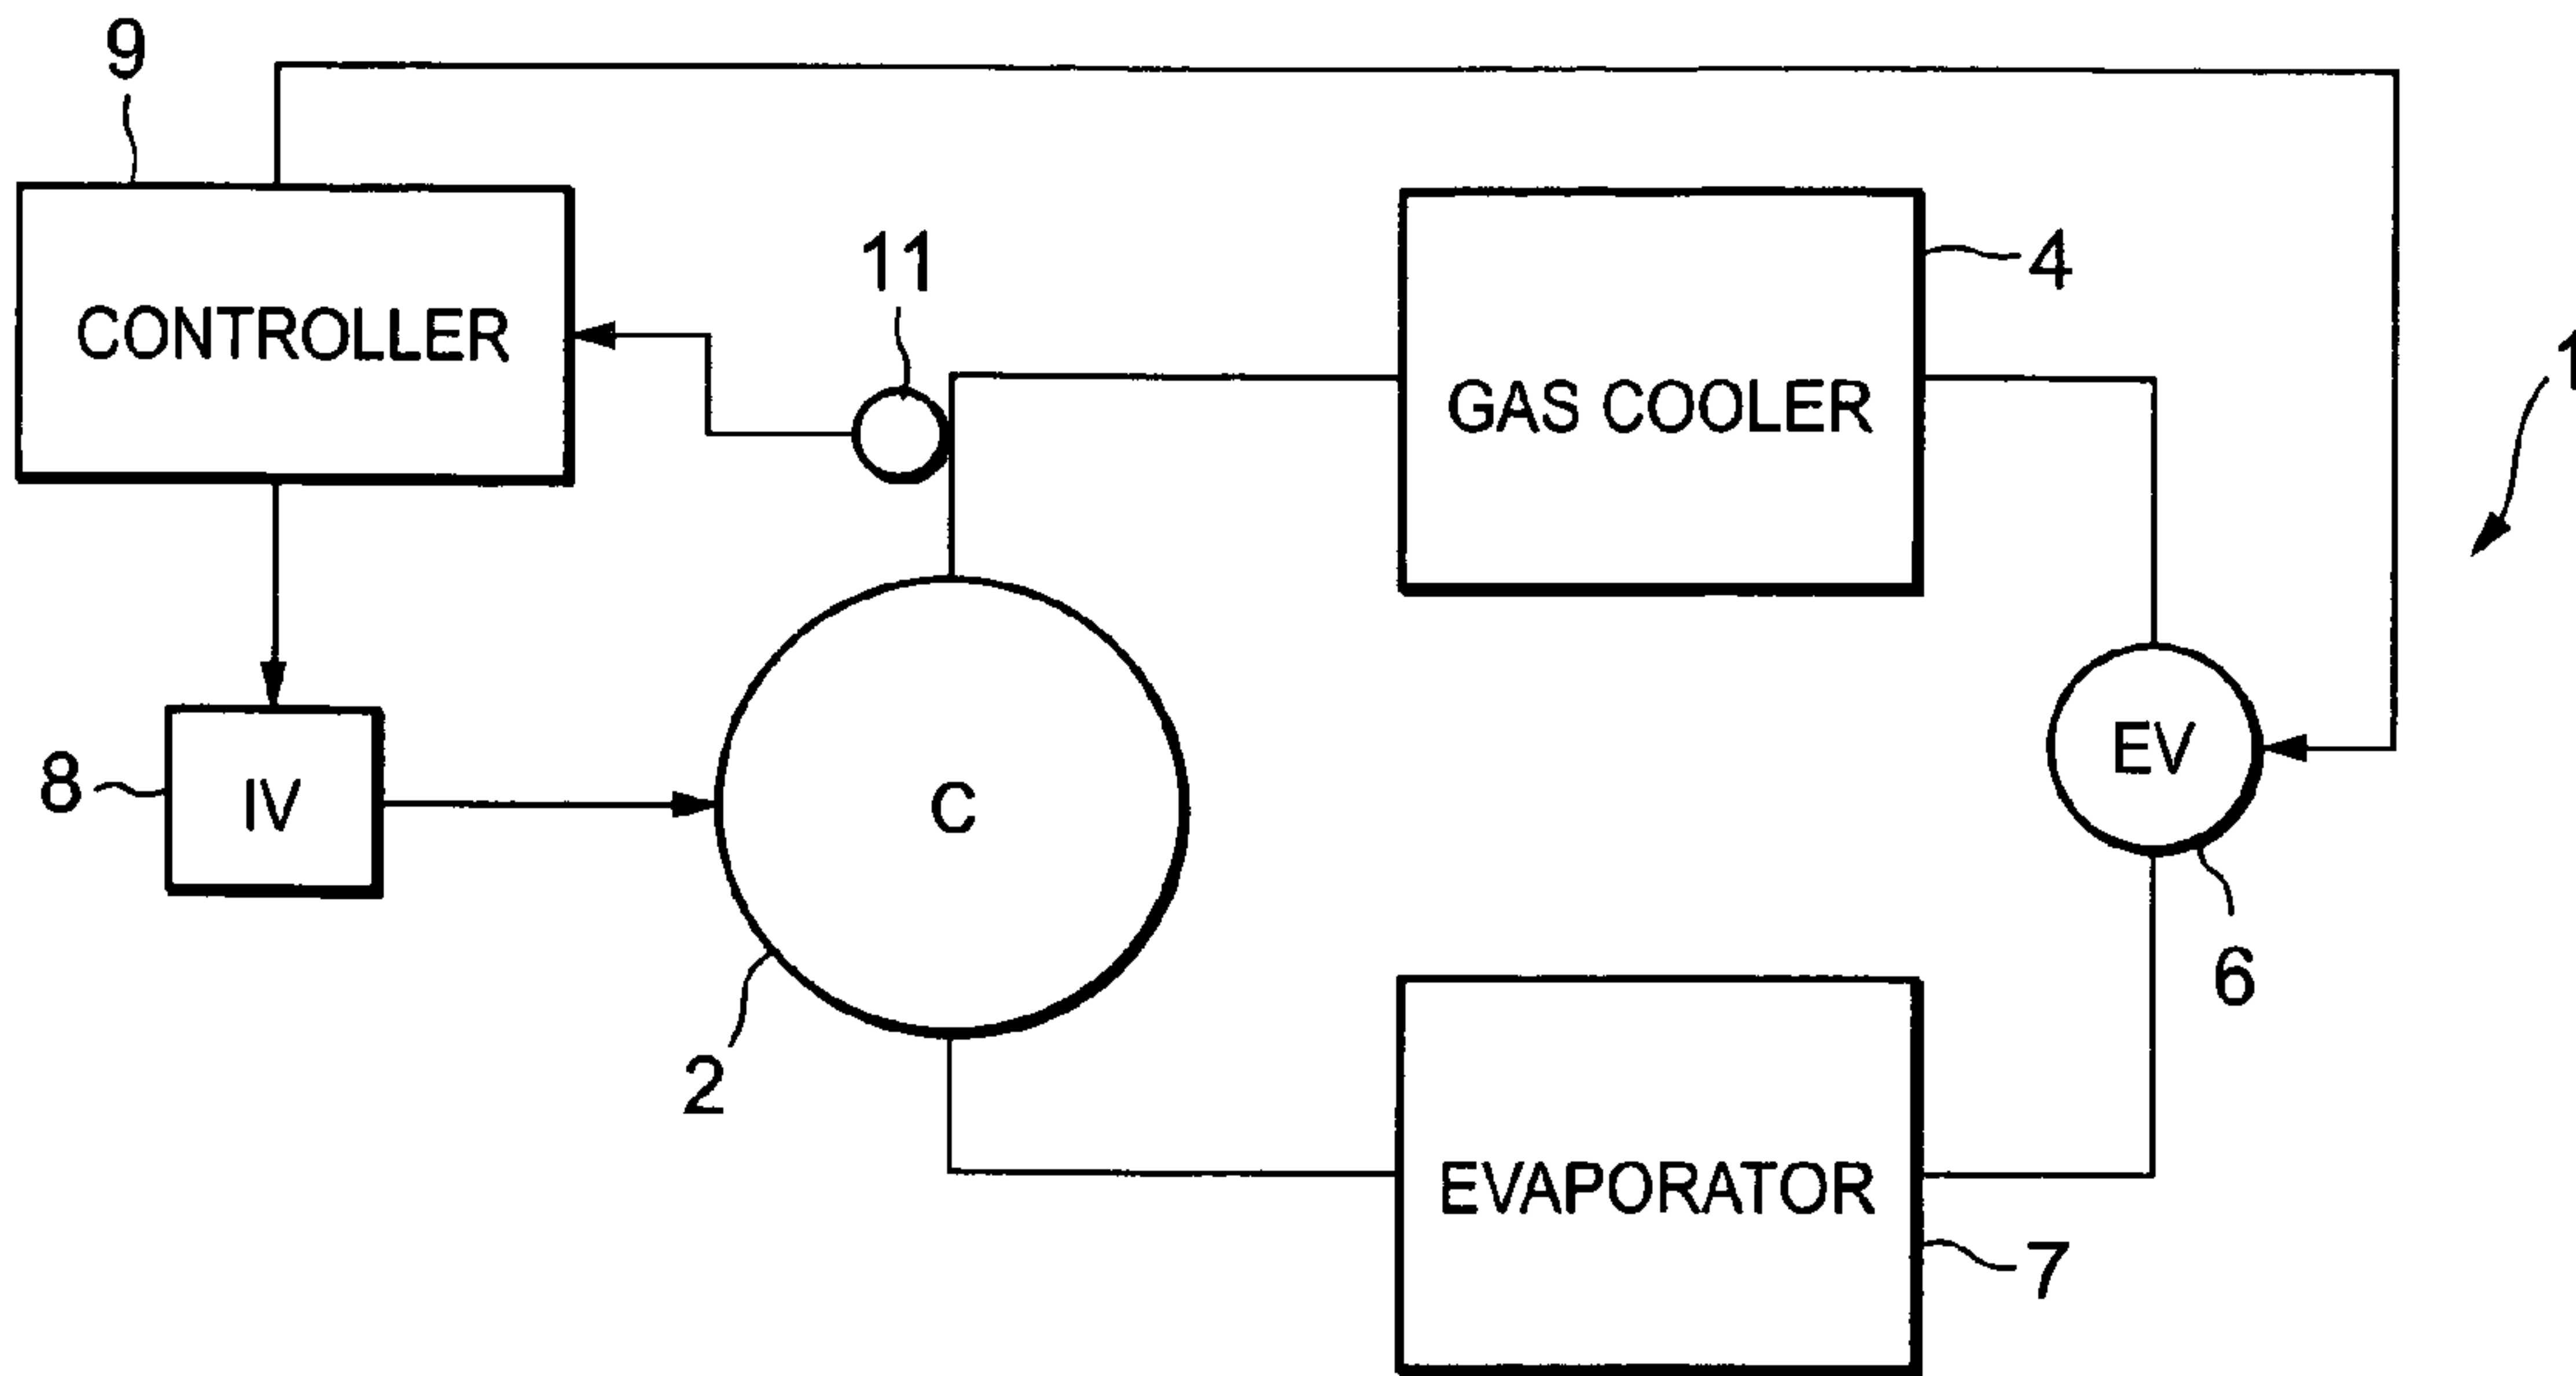 9
CONTROLLER
11
GAS COOLER
4
1
8
IV
C
EV
2
6
EVAPORATOR
7